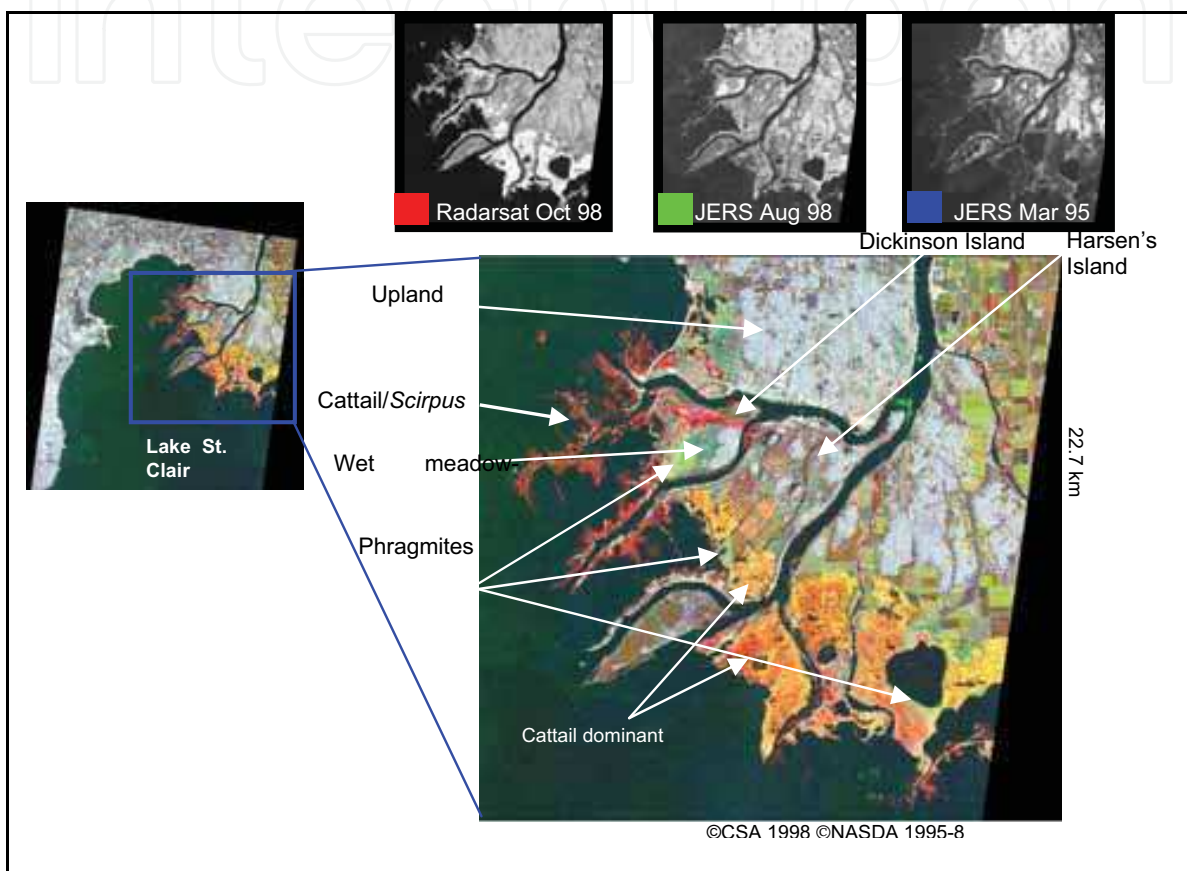 Radarsat Oct 98
JERS Aug 98
JERS Mar 95
Dickinson Island
Harsen's
Island
Upland
Cattail/Scirpus
Lake St.
Clair
Wet meadow-
Phragmites
22.7 km
Cattail dominant
©CSA 1998 ©NASDA 1995-8